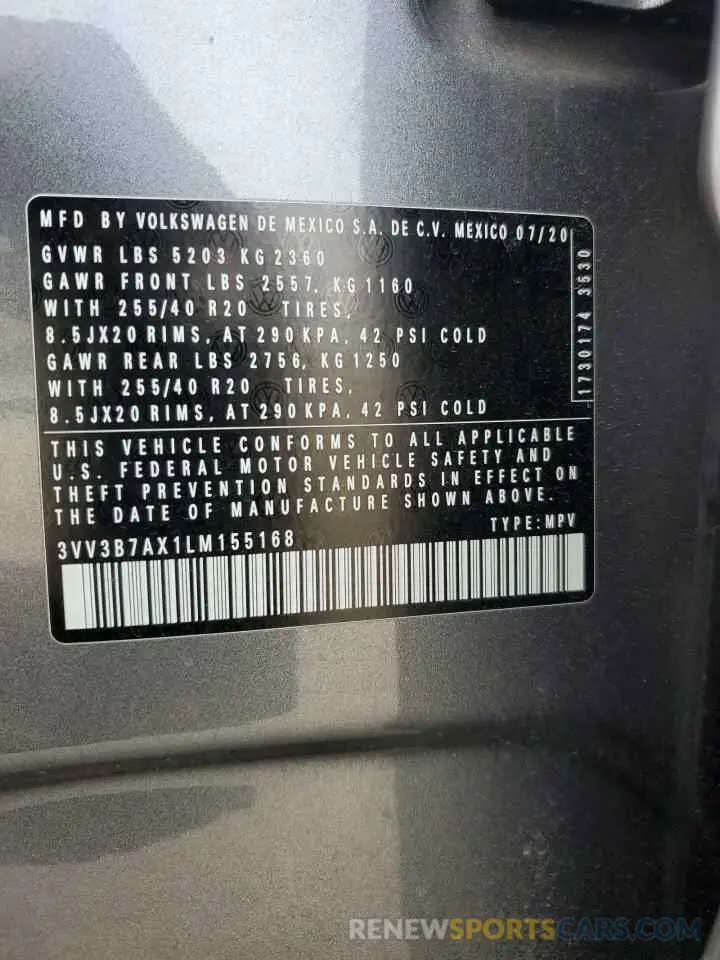 MFD BY VOLKSWAGEN DE MEXICO S.A. DE C.V. MEXICO 07/20
GVWR LBS 5203 KG 2360
GAWR FRONT LBS 2557, KG 1160
WITH 255/40 R20 TIRES,
8.5JX20 RIMS, AT 290 KPA, 42 PSI COLD
GAWR REAR LBS 2756, KG 1250
WITH 255/40 R20 TIRES,
8.5JX20 RIMS, AT 290 KPA, 42 PSI COLD
1730174 3530
THIS VEHICLE CONFORMS TO ALL APPLICABLE
U.S. FEDERAL MOTOR VEHICLE SAFETY AND
THEFT PREVENTION STANDARDS IN EFFECT ON
THE DATE OF MANUFACTURE SHOWN ABOVE.
TYPE: MPV
3VV3B7AX1LM155168
RENEWSPORTSCARS.COM